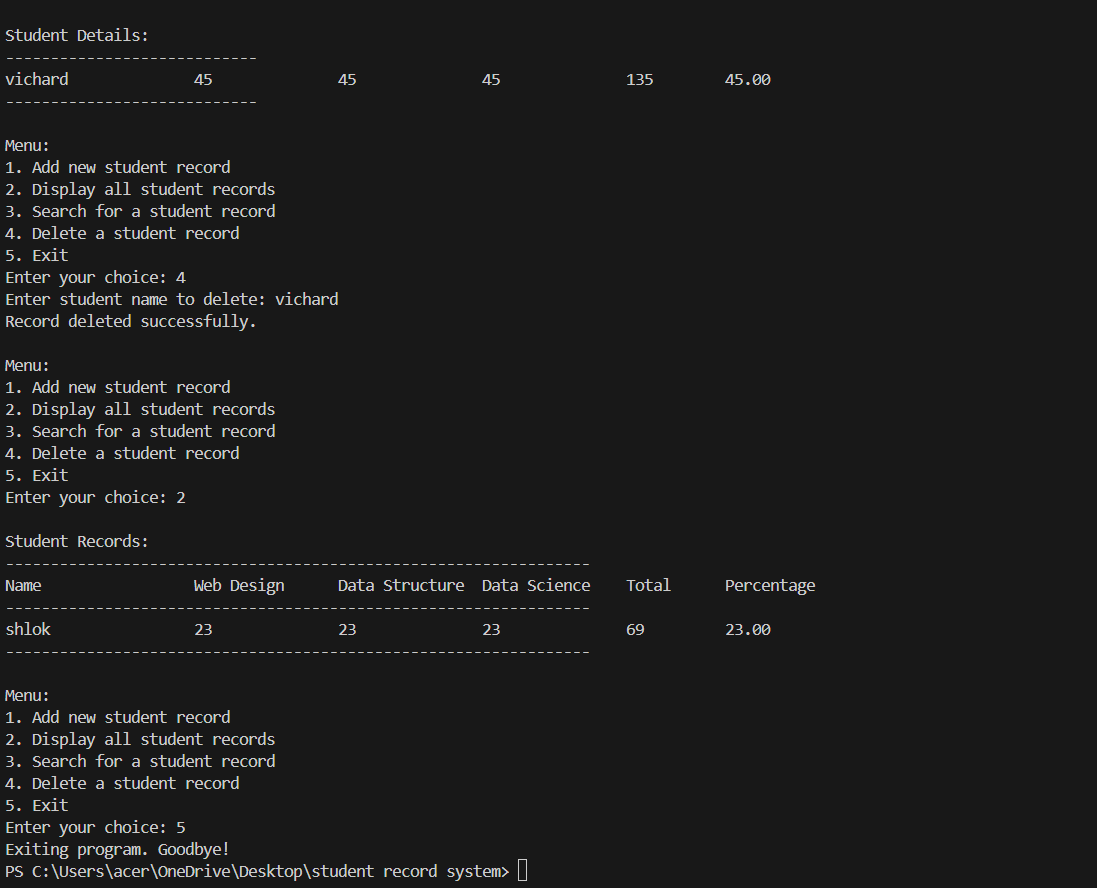 Student Details:
----------------------------
vichard              45              45              45              135        45.00
----------------------------
Menu:
1. Add new student record
2. Display all student records
3. Search for a student record
4. Delete a student record
5. Exit
Enter your choice: 4
Enter student name to delete: vichard
Record deleted successfully.
Menu:
1. Add new student record
2. Display all student records
3. Search for a student record
4. Delete a student record
5. Exit
Enter your choice: 2
Student Records:
-----------------------------------------------------------------
Name                 Web Design      Data Structure  Data Science    Total      Percentage
-----------------------------------------------------------------
shlok                23              23              23              69         23.00
-----------------------------------------------------------------
Menu:
1. Add new student record
2. Display all student records
3. Search for a student record
4. Delete a student record
5. Exit
Enter your choice: 5
Exiting program. Goodbye!
PS C:\Users\acer\OneDrive\Desktop\student record system>